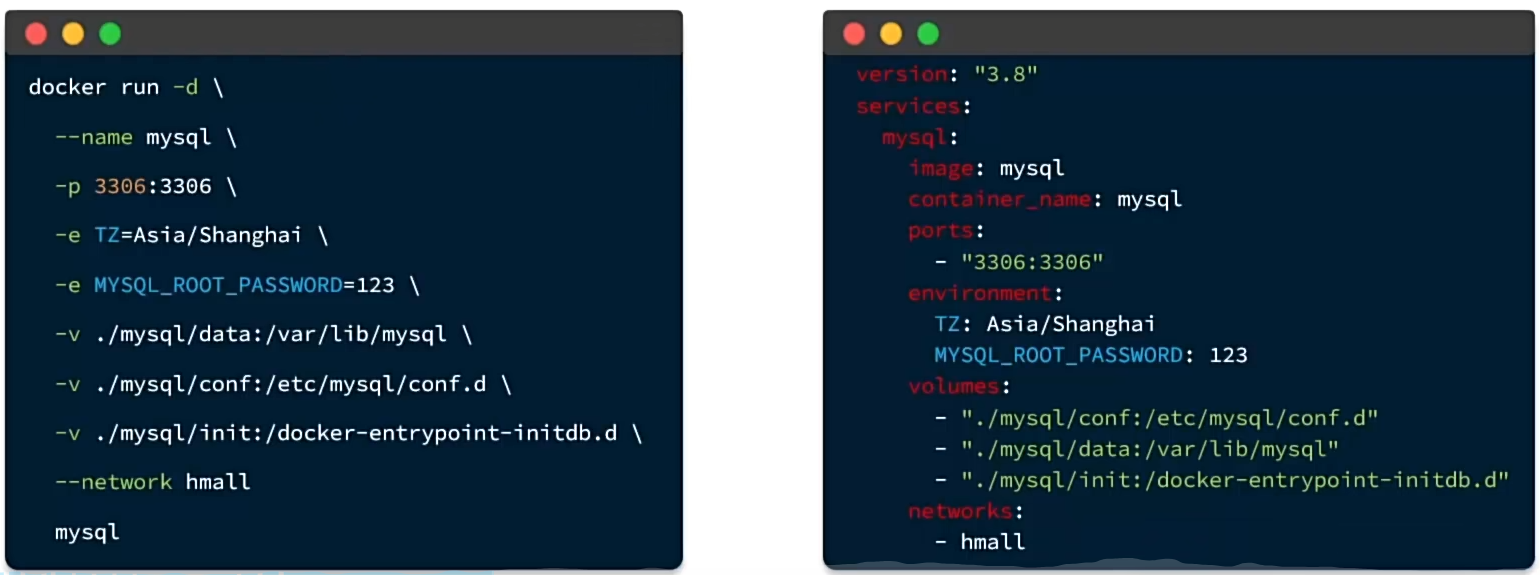 docker run -d \
--name mysql \
-p 3306:3306 \
-e TZ=Asia/Shanghai \
-e MYSQL_ROOT_PASSWORD=123 \
-v ./mysql/data:/var/lib/mysql \
-v ./mysql/conf:/etc/mysql/conf.d \
-v ./mysql/init:/docker-entrypoint-initdb.d \
--network hmall
mysql
version: "3.8"
services:
  mysql:
    image: mysql
    container_name: mysql
    ports:
      - "3306:3306"
    environment:
      TZ: Asia/Shanghai
      MYSQL_ROOT_PASSWORD: 123
    volumes:
      - "./mysql/conf:/etc/mysql/conf.d"
      - "./mysql/data:/var/lib/mysql"
      - "./mysql/init:/docker-entrypoint-initdb.d"
    networks:
      - hmall